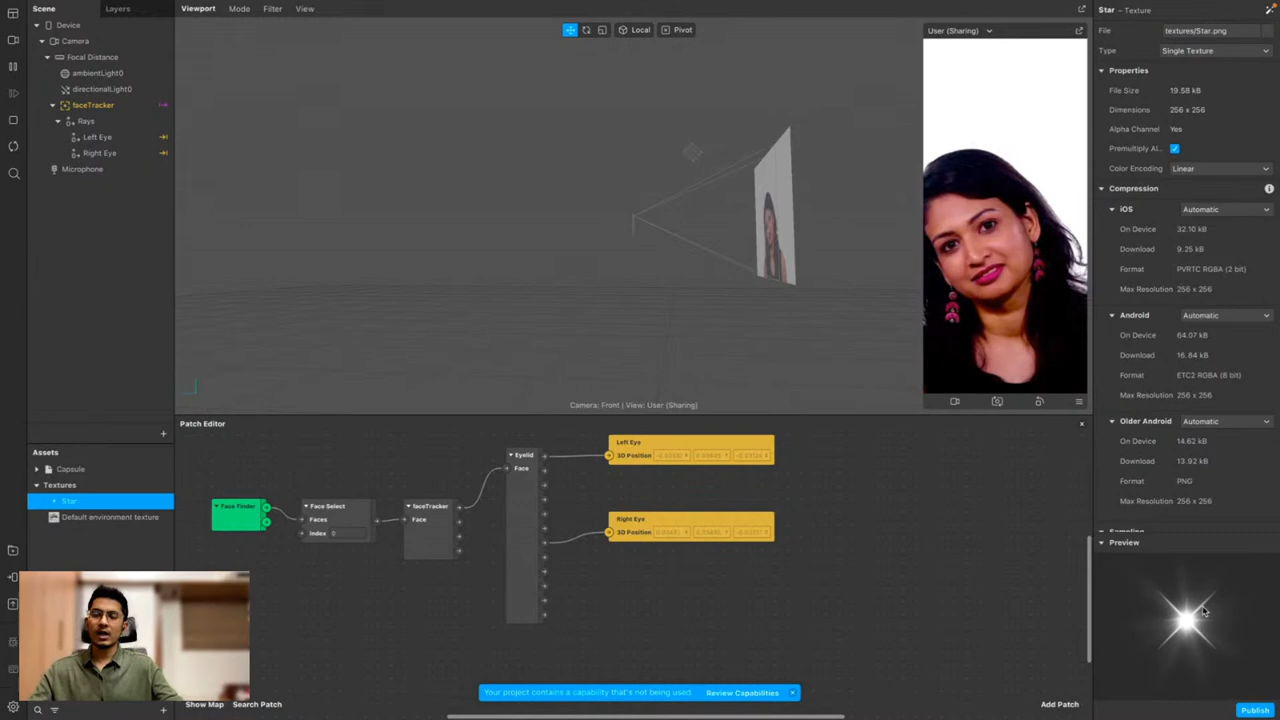 Scene
Layers
Device
Camera
Focal Distance
ambientLight0
directionalLight0
faceTracker
Rays
Left Eye
Right Eye
Microphone
Assets
Capsule
Textures
Star
Default environment texture
Viewport Mode Filter View
Local
Pivot
User (Sharing)
Camera: Front | View: User (Sharing)
Patch Editor
Face Finder
Face Select
Faces
Index 0
faceTracker
Face
Eyelid
Face
Left Eye
3D Position
Right Eye
3D Position
Your project contains a capability that's not being used. Review Capabilities
Show Map Search Patch
Add Patch
Star – Texture
File textures/Star.png
Type Single Texture
Properties
File Size 19.58 kB
Dimensions 256 x 256
Alpha Channel Yes
Premultiply Al...
Color Encoding Linear
Compression
iOS Automatic
On Device 32.10 kB
Download 9.25 kB
Format PVRTC RGBA (2 bit)
Max Resolution 256 x 256
Android Automatic
On Device 64.07 kB
Download 16.84 kB
Format ETC2 RGBA (8 bit)
Max Resolution 256 x 256
Older Android Automatic
On Device 14.62 kB
Download 13.92 kB
Format PNG
Max Resolution 256 x 256
Preview
Publish